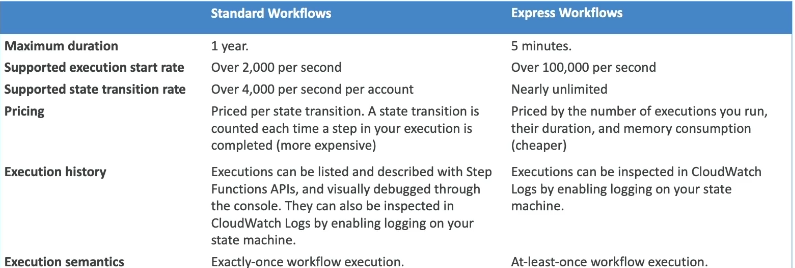 Standard Workflows Express Workflows
Maximum duration 1 year. 5 minutes.
Supported execution start rate Over 2,000 per second Over 100,000 per second
Supported state transition rate Over 4,000 per second per account Nearly unlimited
Pricing Priced per state transition. A state transition is Priced by the number of executions you run,
counted each time a step in your execution is their duration, and memory consumption
completed (more expensive) (cheaper)
Execution history Executions can be listed and described with Step Executions can be inspected in CloudWatch
Functions APIs, and visually debugged through Logs by enabling logging on your state
the console. They can also be inspected in machine.
CloudWatch Logs by enabling logging on your
state machine.
Execution semantics Exactly-once workflow execution. At-least-once workflow execution.